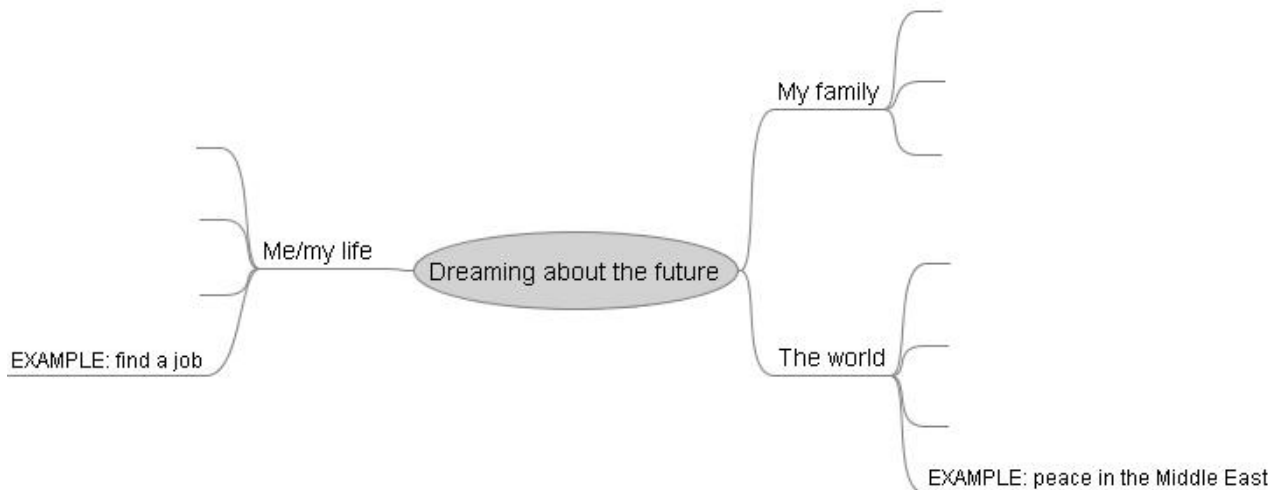 My family
Me/my life
Dreaming about the future
The world
EXAMPLE: find a job
EXAMPLE: peace in the Middle East